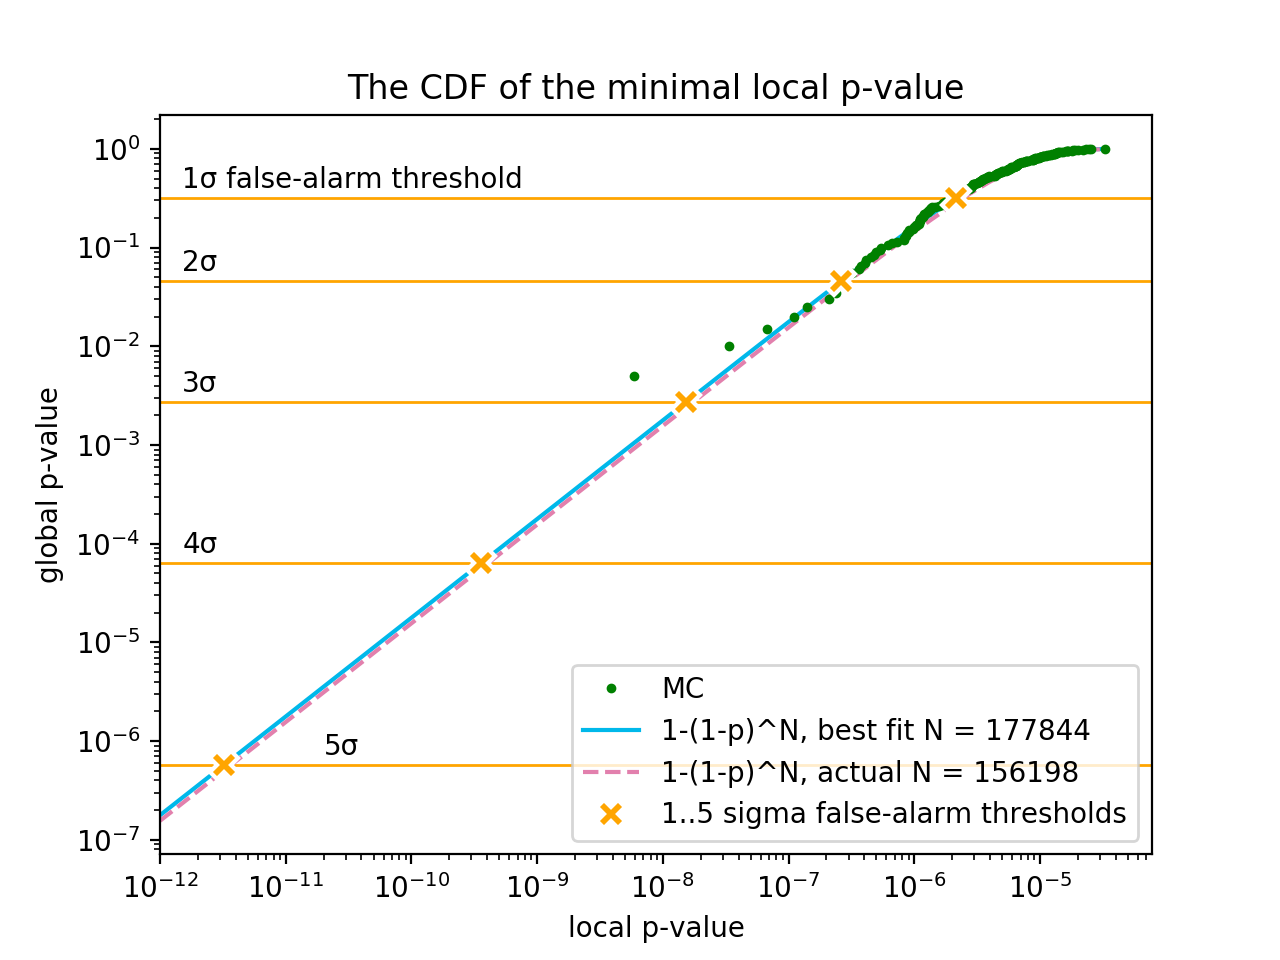 The CDF of the minimal local p-value
10⁰
10⁻¹
10⁻²
10⁻³
10⁻⁴
10⁻⁵
10⁻⁶
10⁻⁷
global p-value
1σ false-alarm threshold
2σ
3σ
4σ
5σ
MC
1-(1-p)^N, best fit N = 177844
1-(1-p)^N, actual N = 156198
1..5 sigma false-alarm thresholds
10⁻¹² 10⁻¹¹ 10⁻¹⁰ 10⁻⁹ 10⁻⁸ 10⁻⁷ 10⁻⁶ 10⁻⁵
local p-value